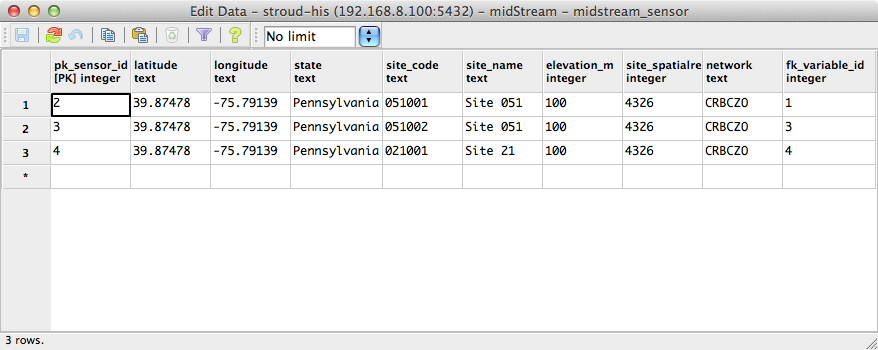 Edit Data – stroud-his (192.168.8.100:5432) – midStream – midstream_sensor
No limit
pk_sensor_id latitude longitude state site_code site_name elevation_m site_spatialre network fk_variable_id
[PK] integer text text text text text integer integer text integer
1 2 39.87478 -75.79139 Pennsylvania 051001 Site 051 100 4326 CRBCZO 1
2 3 39.87478 -75.79139 Pennsylvania 051002 Site 051 100 4326 CRBCZO 3
3 4 39.87478 -75.79139 Pennsylvania 021001 Site 21 100 4326 CRBCZO 4
*
3 rows.